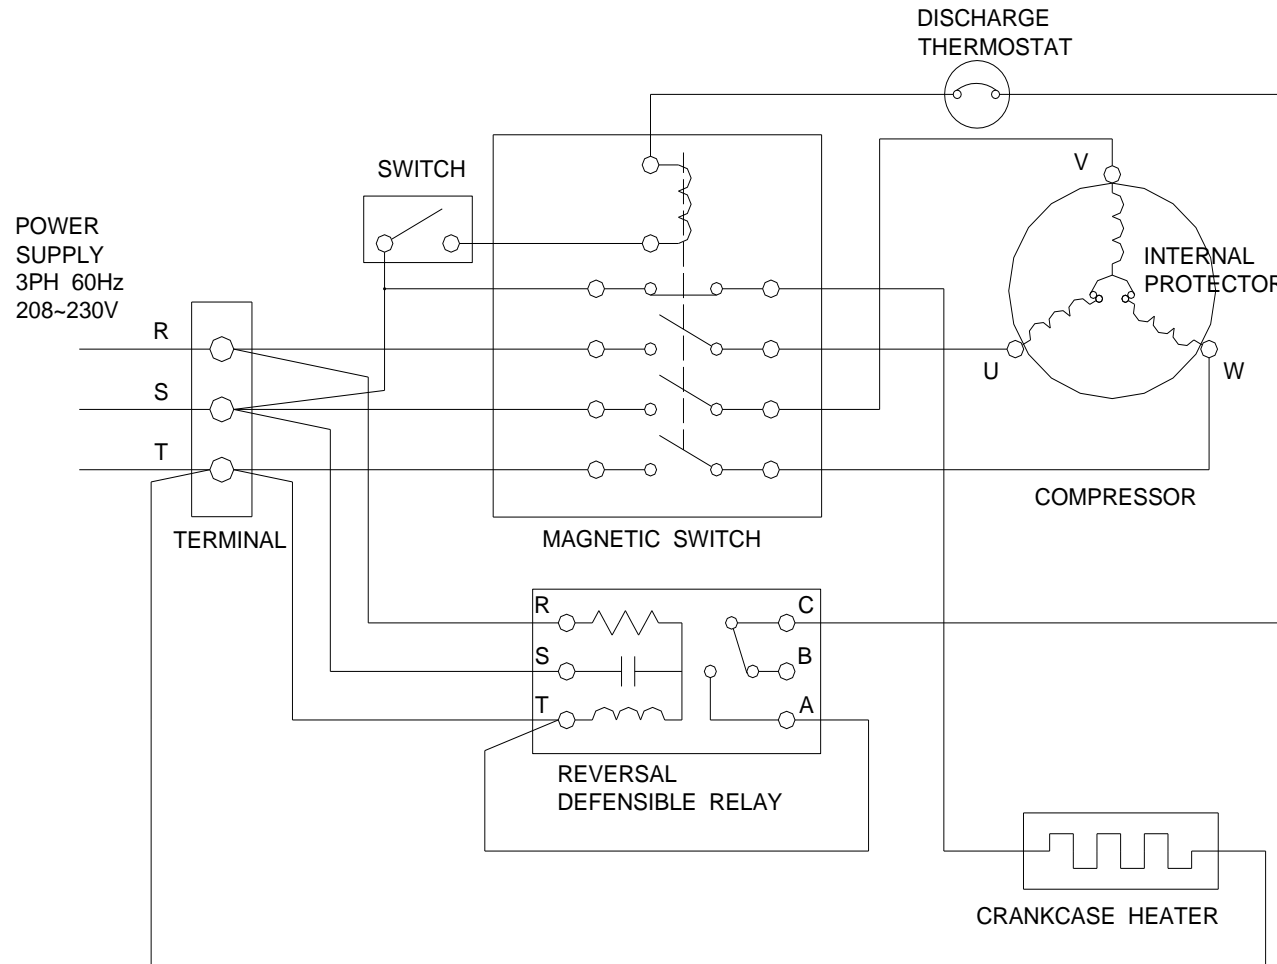 DISCHARGE
THERMOSTAT
SWITCH
V
POWER
SUPPLY
3PH 60Hz
208~230V
INTERNAL
PROTECTOR
R
S
T
U
W
TERMINAL
MAGNETIC SWITCH
COMPRESSOR
R
S
T
C
B
A
REVERSAL
DEFENSIBLE RELAY
CRANKCASE HEATER